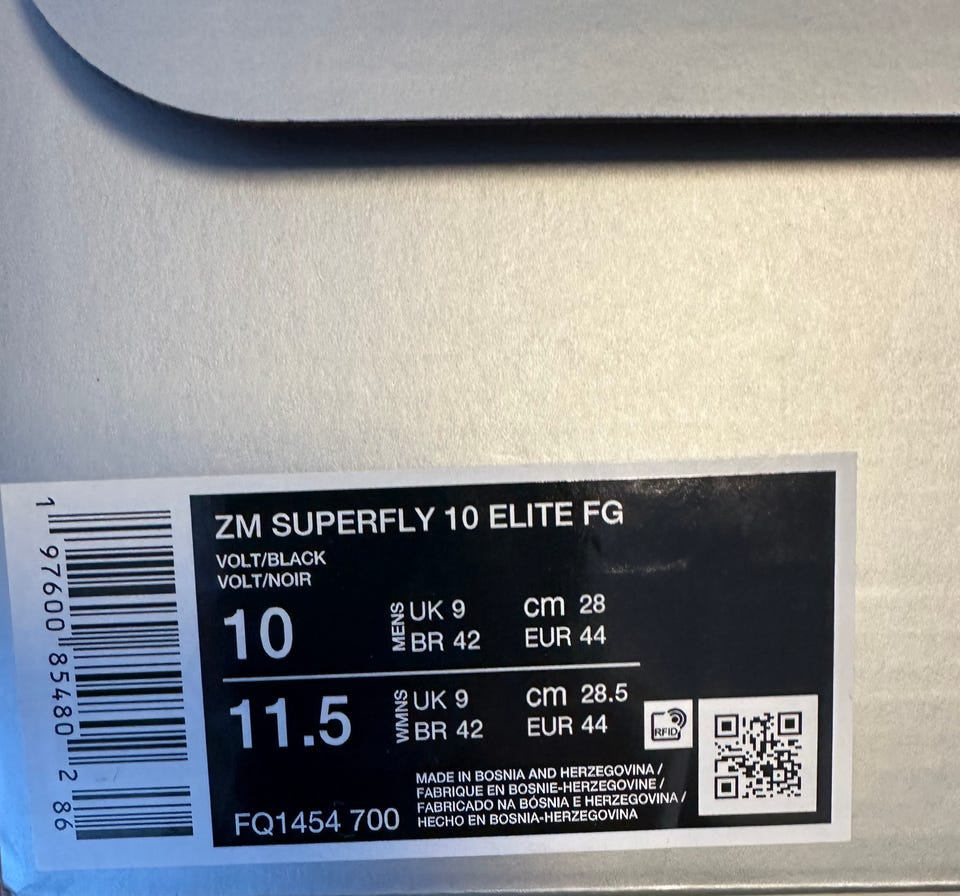 ZM SUPERFLY 10 ELITE FG
VOLT/BLACK
VOLT/NOIR
10 MENS UK 9 cm 28
BR 42 EUR 44
11.5 WMNS UK 9 cm 28.5
BR 42 EUR 44
RFID
MADE IN BOSNIA AND HERZEGOVINA /
FABRIQUE EN BOSNIE-HERZEGOVINE /
FABRICADO NA BÓSNIA E HERZEGOVINA /
HECHO EN BOSNIA-HERZEGOVINA
FQ1454 700
1 97600 85480 2 86